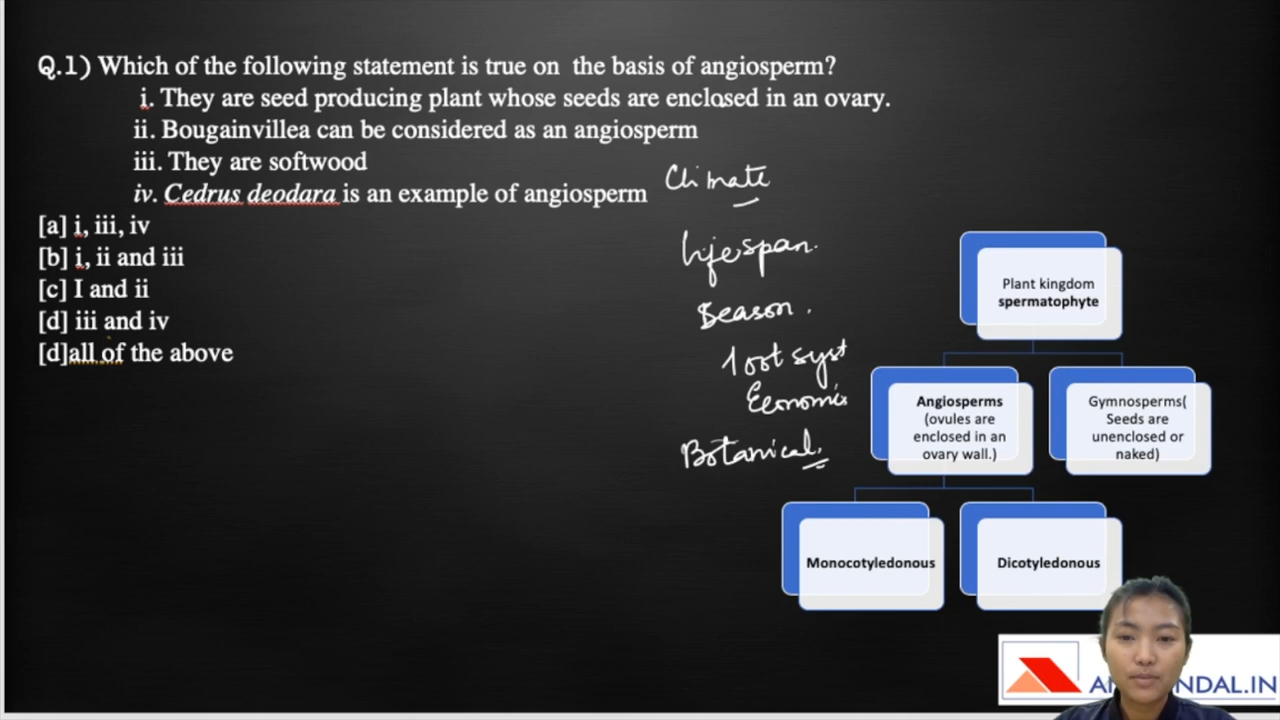 Q.1) Which of the following statement is true on the basis of angiosperm?
i. They are seed producing plant whose seeds are enclosed in an ovary.
ii. Bougainvillea can be considered as an angiosperm
iii. They are softwood
iv. Cedrus deodara is an example of angiosperm
[a] i, iii, iv
[b] i, ii and iii
[c] I and ii
[d] iii and iv
[d]all of the above
Climate
lifespan.
Season.
root syst
Economic
Botanical.
Plant kingdom
spermatophyte
Angiosperms
(ovules are
enclosed in an
ovary wall.)
Gymnosperms(
Seeds are
unenclosed or
naked)
Monocotyledonous
Dicotyledonous
NDAL.IN